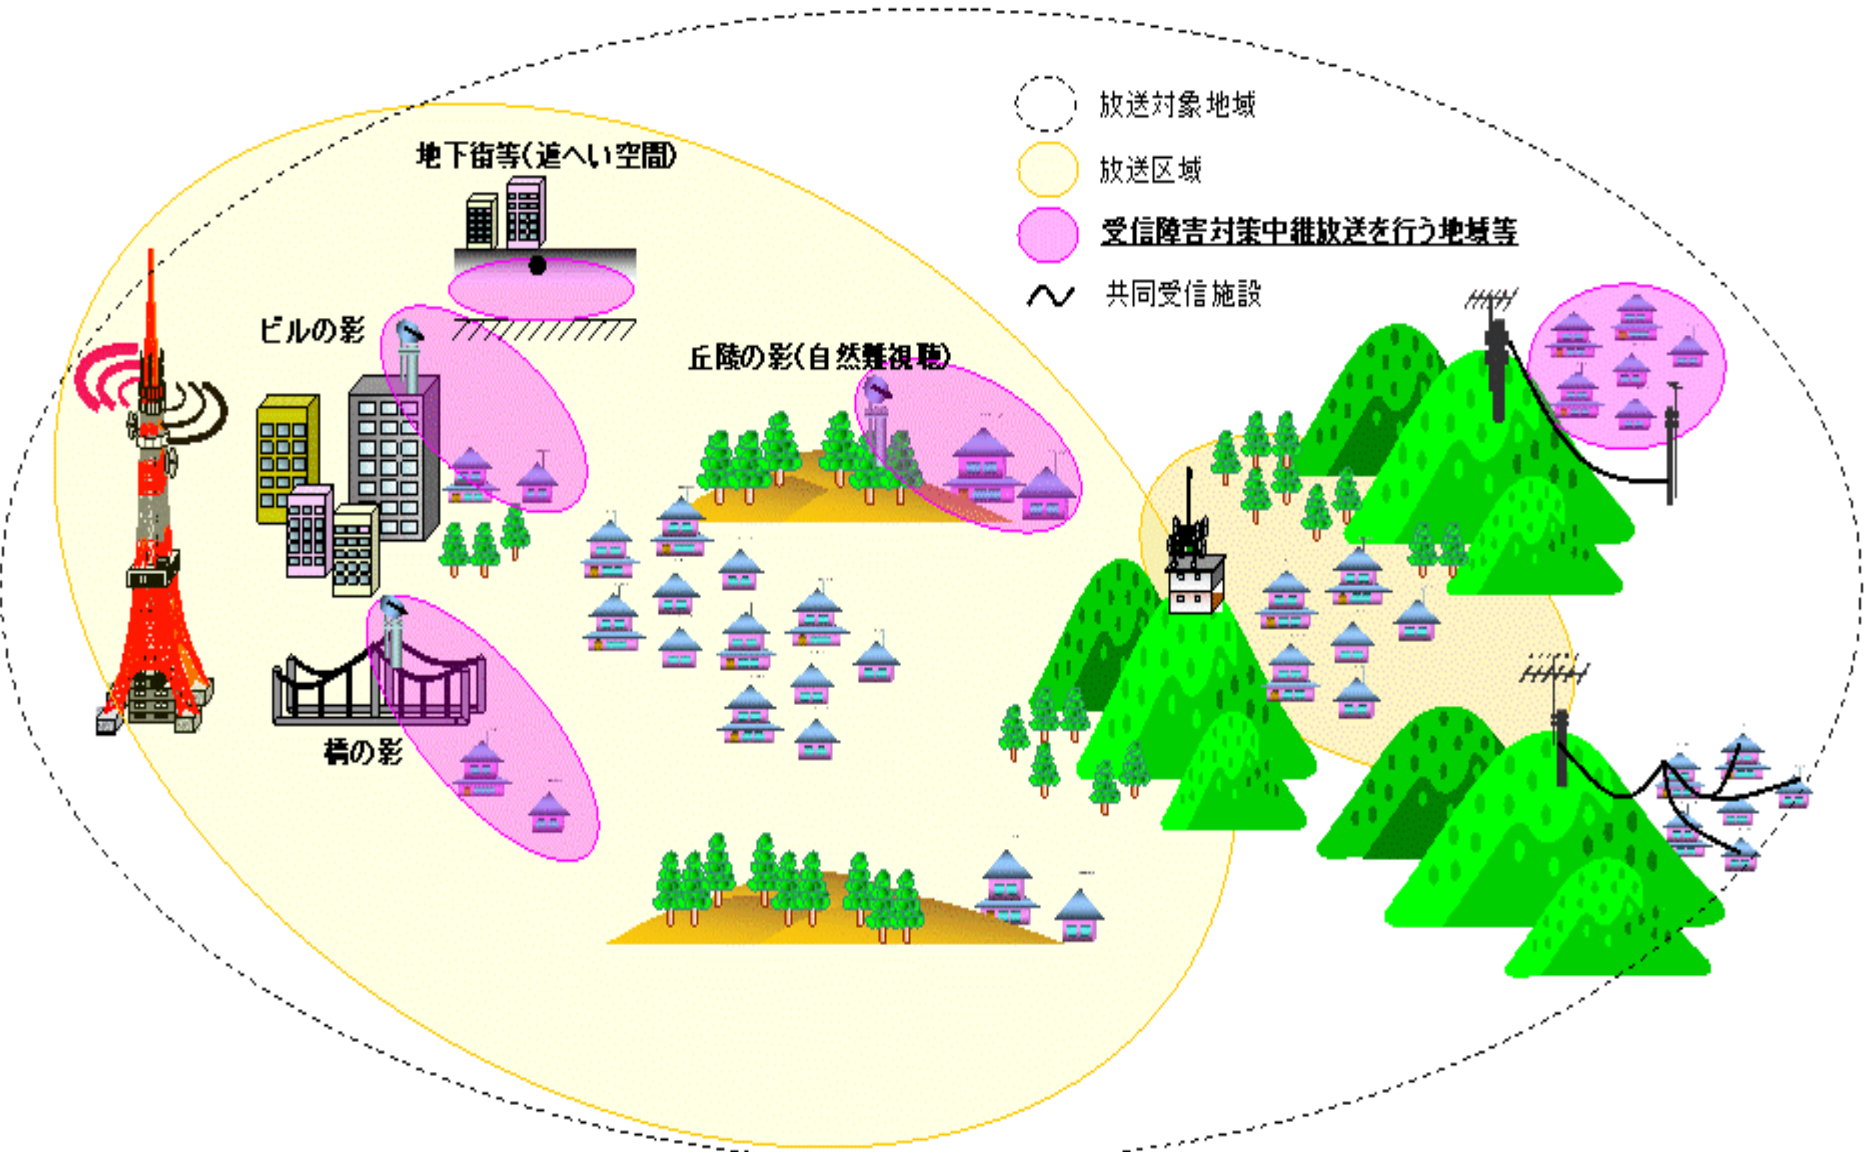 放送対象地域
放送区域
受信障害対策中継放送を行う地域等
共同受信施設
地下街等(遮へい空間)
ビルの影
丘陵の影(自然難視聴)
橋の影